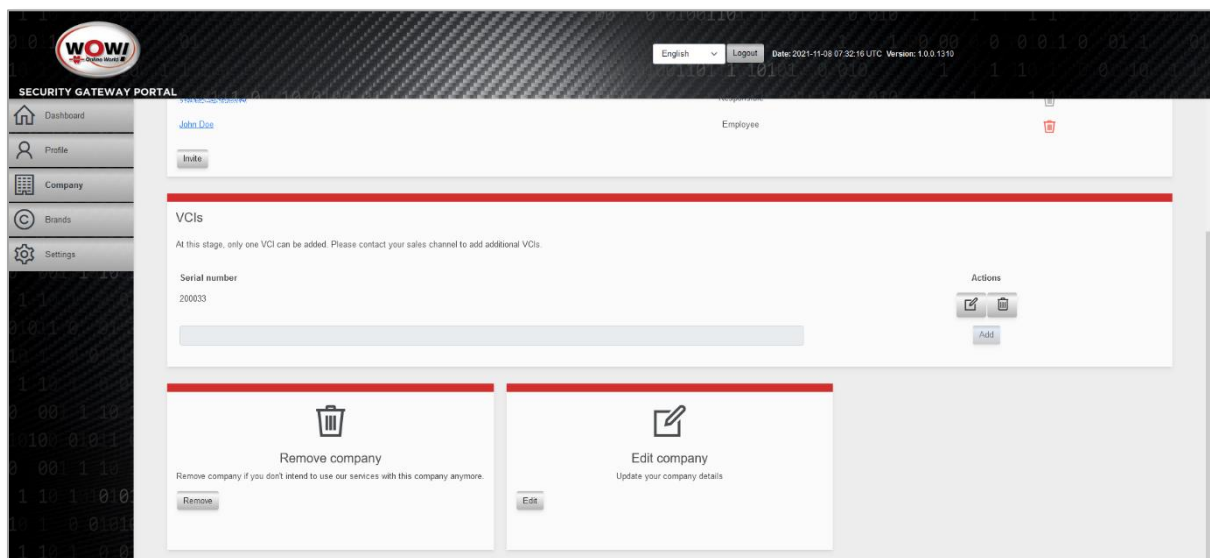 WOW!
Online World
English
Logout
Date: 2021-11-08 07:32:16 UTC Version: 1.0.0.1310
SECURITY GATEWAY PORTAL
Dashboard
Profile
Company
Brands
Settings
John Doe
Employee
Invite
VCIs
At this stage, only one VCI can be added. Please contact your sales channel to add additional VCIs.
Serial number
Actions
200033
Add
Remove company
Remove company if you don't intend to use our services with this company anymore.
Remove
Edit company
Update your company details
Edit